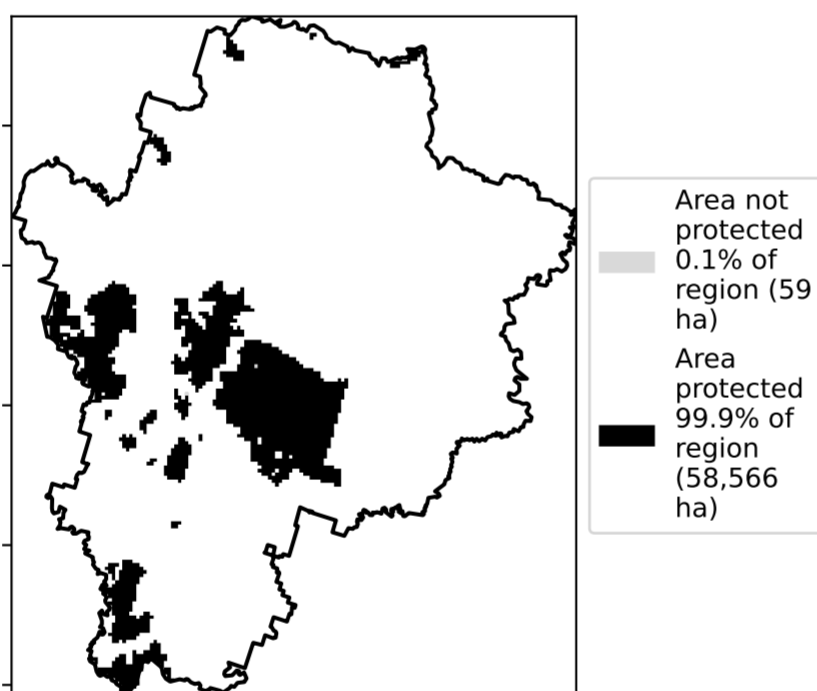 Area not
protected
0.1% of
region (59
ha)
Area
protected
99.9% of
region
(58,566
ha)